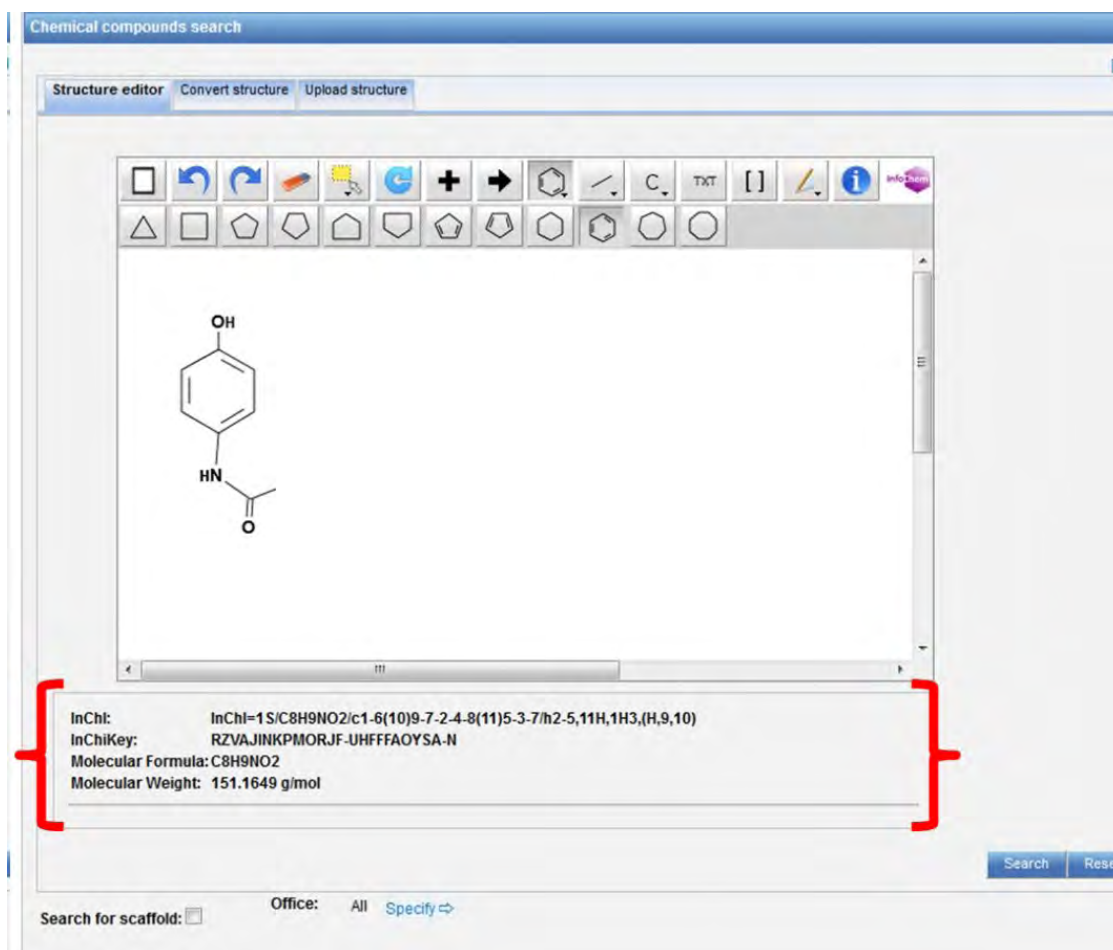 Chemical compounds search
Structure editor Convert structure Upload structure
C TXT [ ] i InfoChem
OH
HN
O
InChI: InChI=1S/C8H9NO2/c1-6(10)9-7-2-4-8(11)5-3-7/h2-5,11H,1H3,(H,9,10)
InChiKey: RZVAJINKPMORJF-UHFFFAOYSA-N
Molecular Formula: C8H9NO2
Molecular Weight: 151.1649 g/mol
Search Rese
Search for scaffold: Office: All Specify